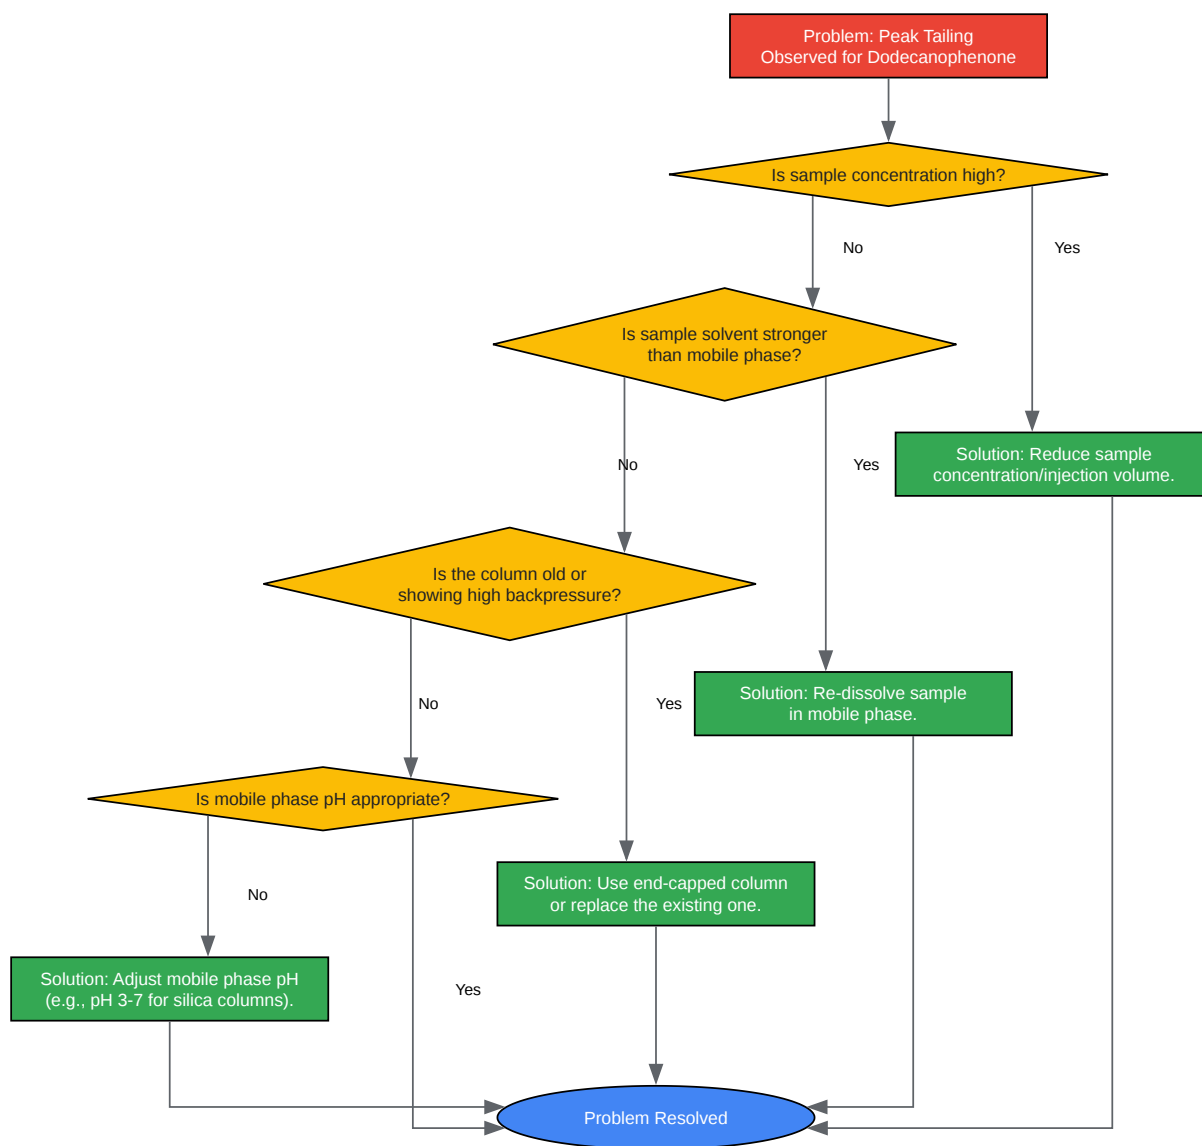 Problem: Peak Tailing
Observed for Dodecanophenone
Is sample concentration high?
No
Yes
Is sample solvent stronger
than mobile phase?
Solution: Reduce sample
concentration/injection volume.
No
Yes
Is the column old or
showing high backpressure?
Solution: Re-dissolve sample
in mobile phase.
No
Yes
Is mobile phase pH appropriate?
Solution: Use end-capped column
or replace the existing one.
No
Solution: Adjust mobile phase pH
(e.g., pH 3-7 for silica columns).
Yes
Problem Resolved